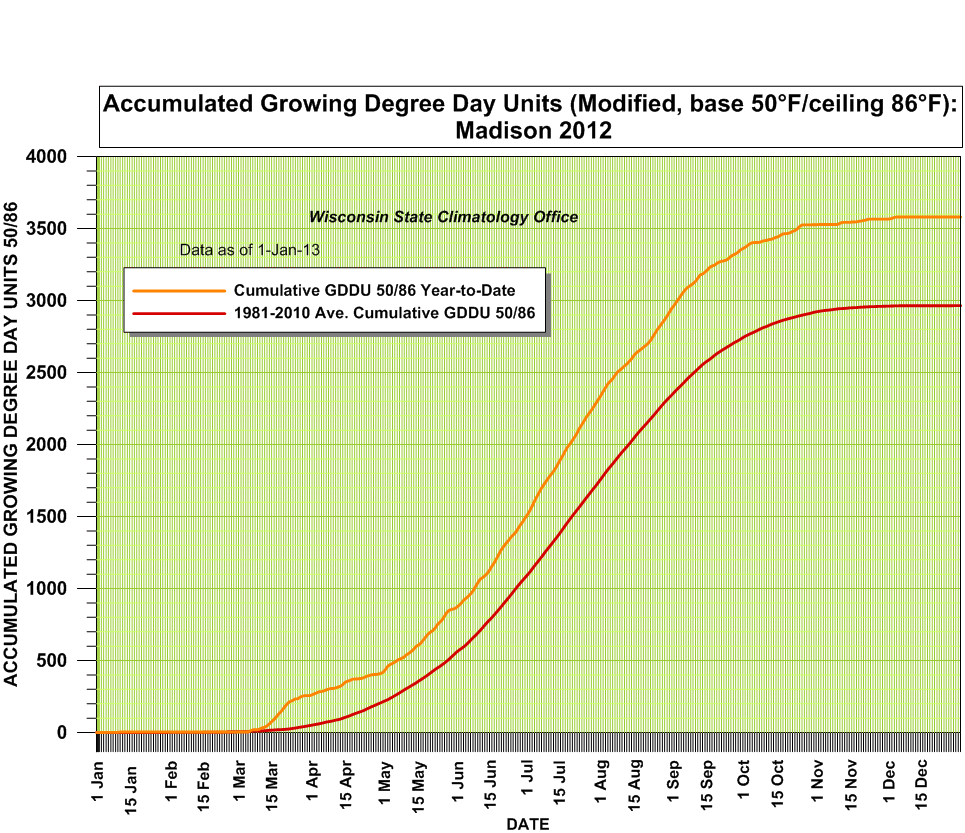 Accumulated Growing Degree Day Units (Modified, base 50°F/ceiling 86°F):
Madison 2012
ACCUMULATED GROWING DEGREE DAY UNITS 50/86
4000
3500
3000
2500
2000
1500
1000
500
0
Wisconsin State Climatology Office
Data as of 1-Jan-13
Cumulative GDDU 50/86 Year-to-Date
1981-2010 Ave. Cumulative GDDU 50/86
1 Jan
15 Jan
1 Feb
15 Feb
1 Mar
15 Mar
1 Apr
15 Apr
1 May
15 May
1 Jun
15 Jun
1 Jul
15 Jul
1 Aug
15 Aug
1 Sep
15 Sep
1 Oct
15 Oct
1 Nov
15 Nov
1 Dec
15 Dec
DATE